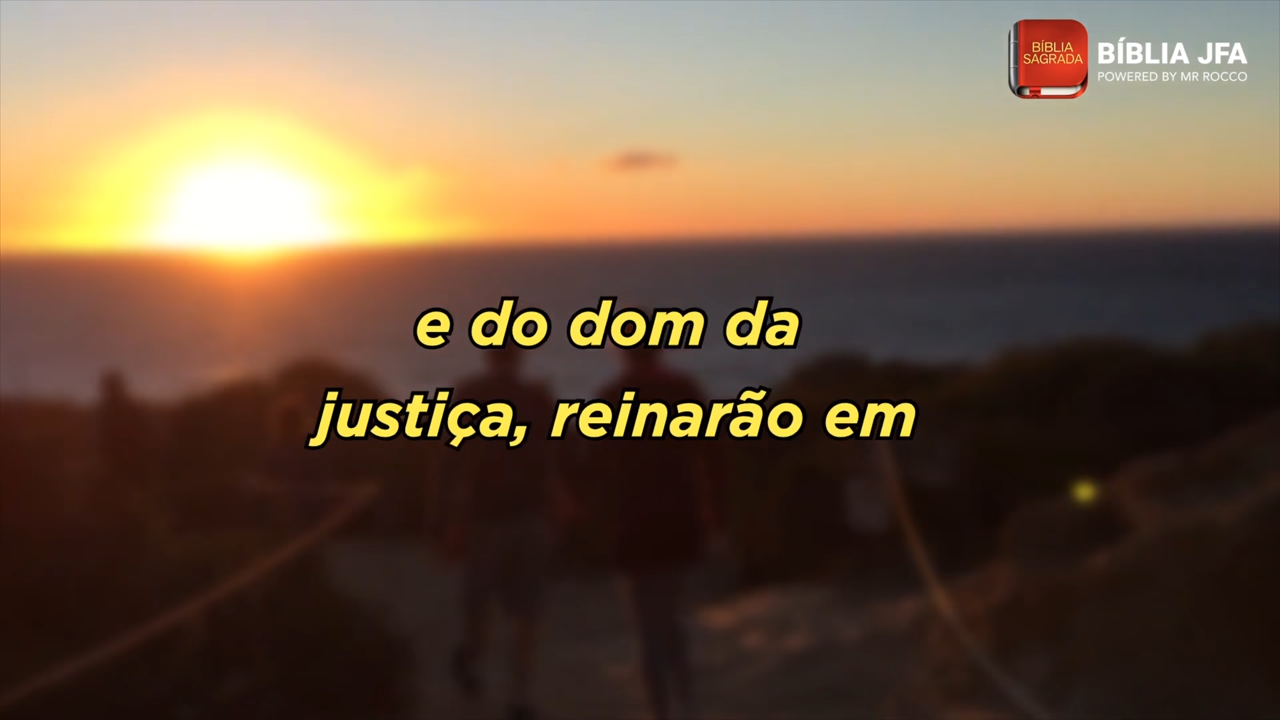 BÍBLIA
SAGRADA
BÍBLIA JFA
POWERED BY MR ROCCO
e do dom da
justiça, reinarão em